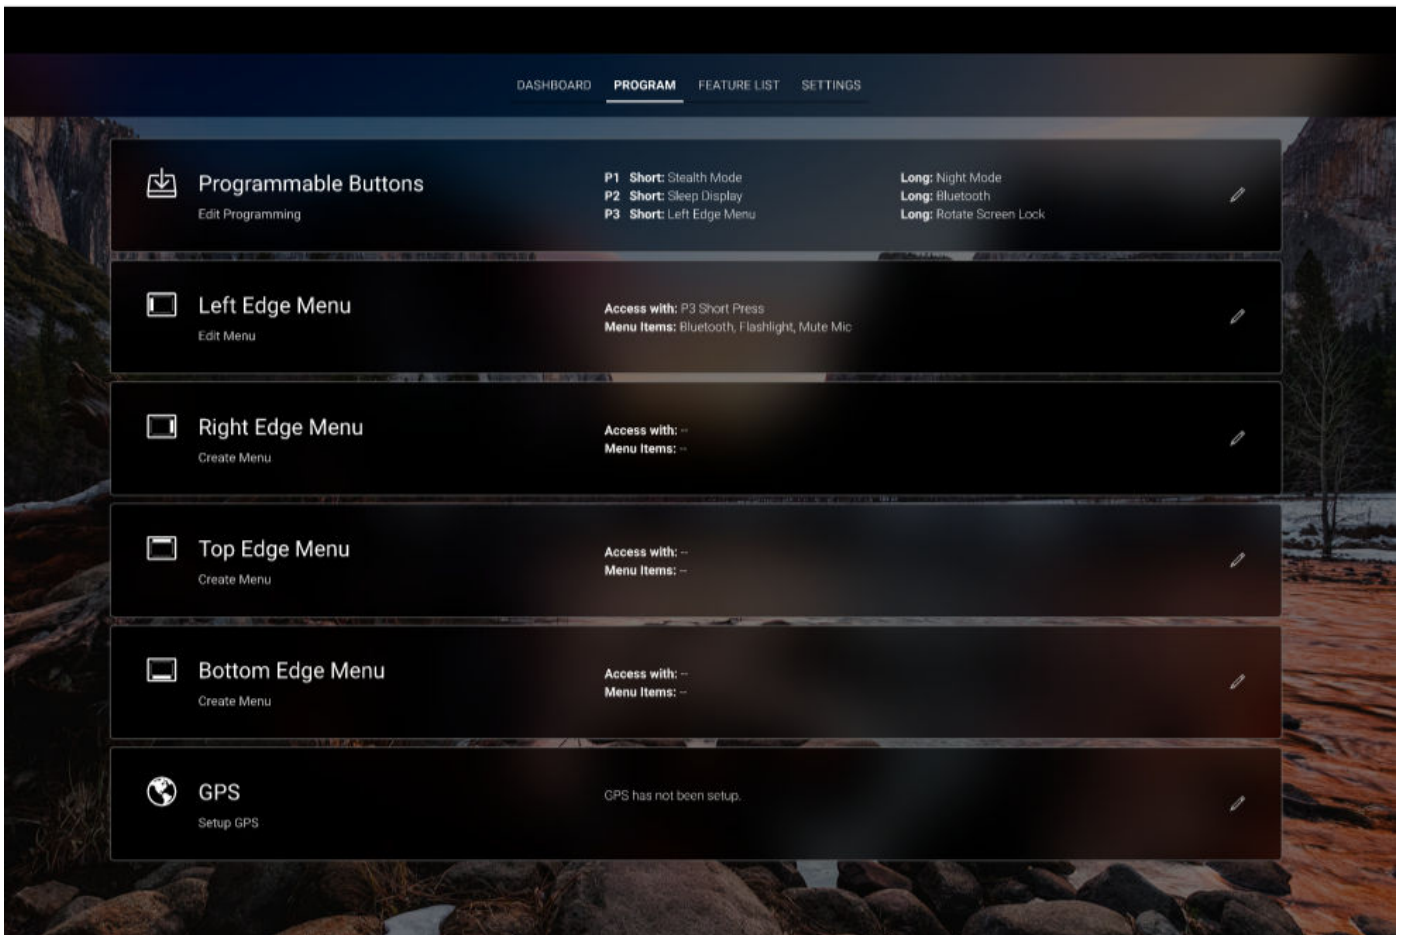 DASHBOARD PROGRAM FEATURE LIST SETTINGS
Programmable Buttons
Edit Programming
P1 Short: Stealth Mode Long: Night Mode
P2 Short: Sleep Display Long: Bluetooth
P3 Short: Left Edge Menu Long: Rotate Screen Lock
Left Edge Menu
Edit Menu
Access with: P3 Short Press
Menu Items: Bluetooth, Flashlight, Mute Mic
Right Edge Menu
Create Menu
Access with: --
Menu Items: --
Top Edge Menu
Create Menu
Access with: --
Menu Items: --
Bottom Edge Menu
Create Menu
Access with: --
Menu Items: --
GPS
Setup GPS
GPS has not been setup.